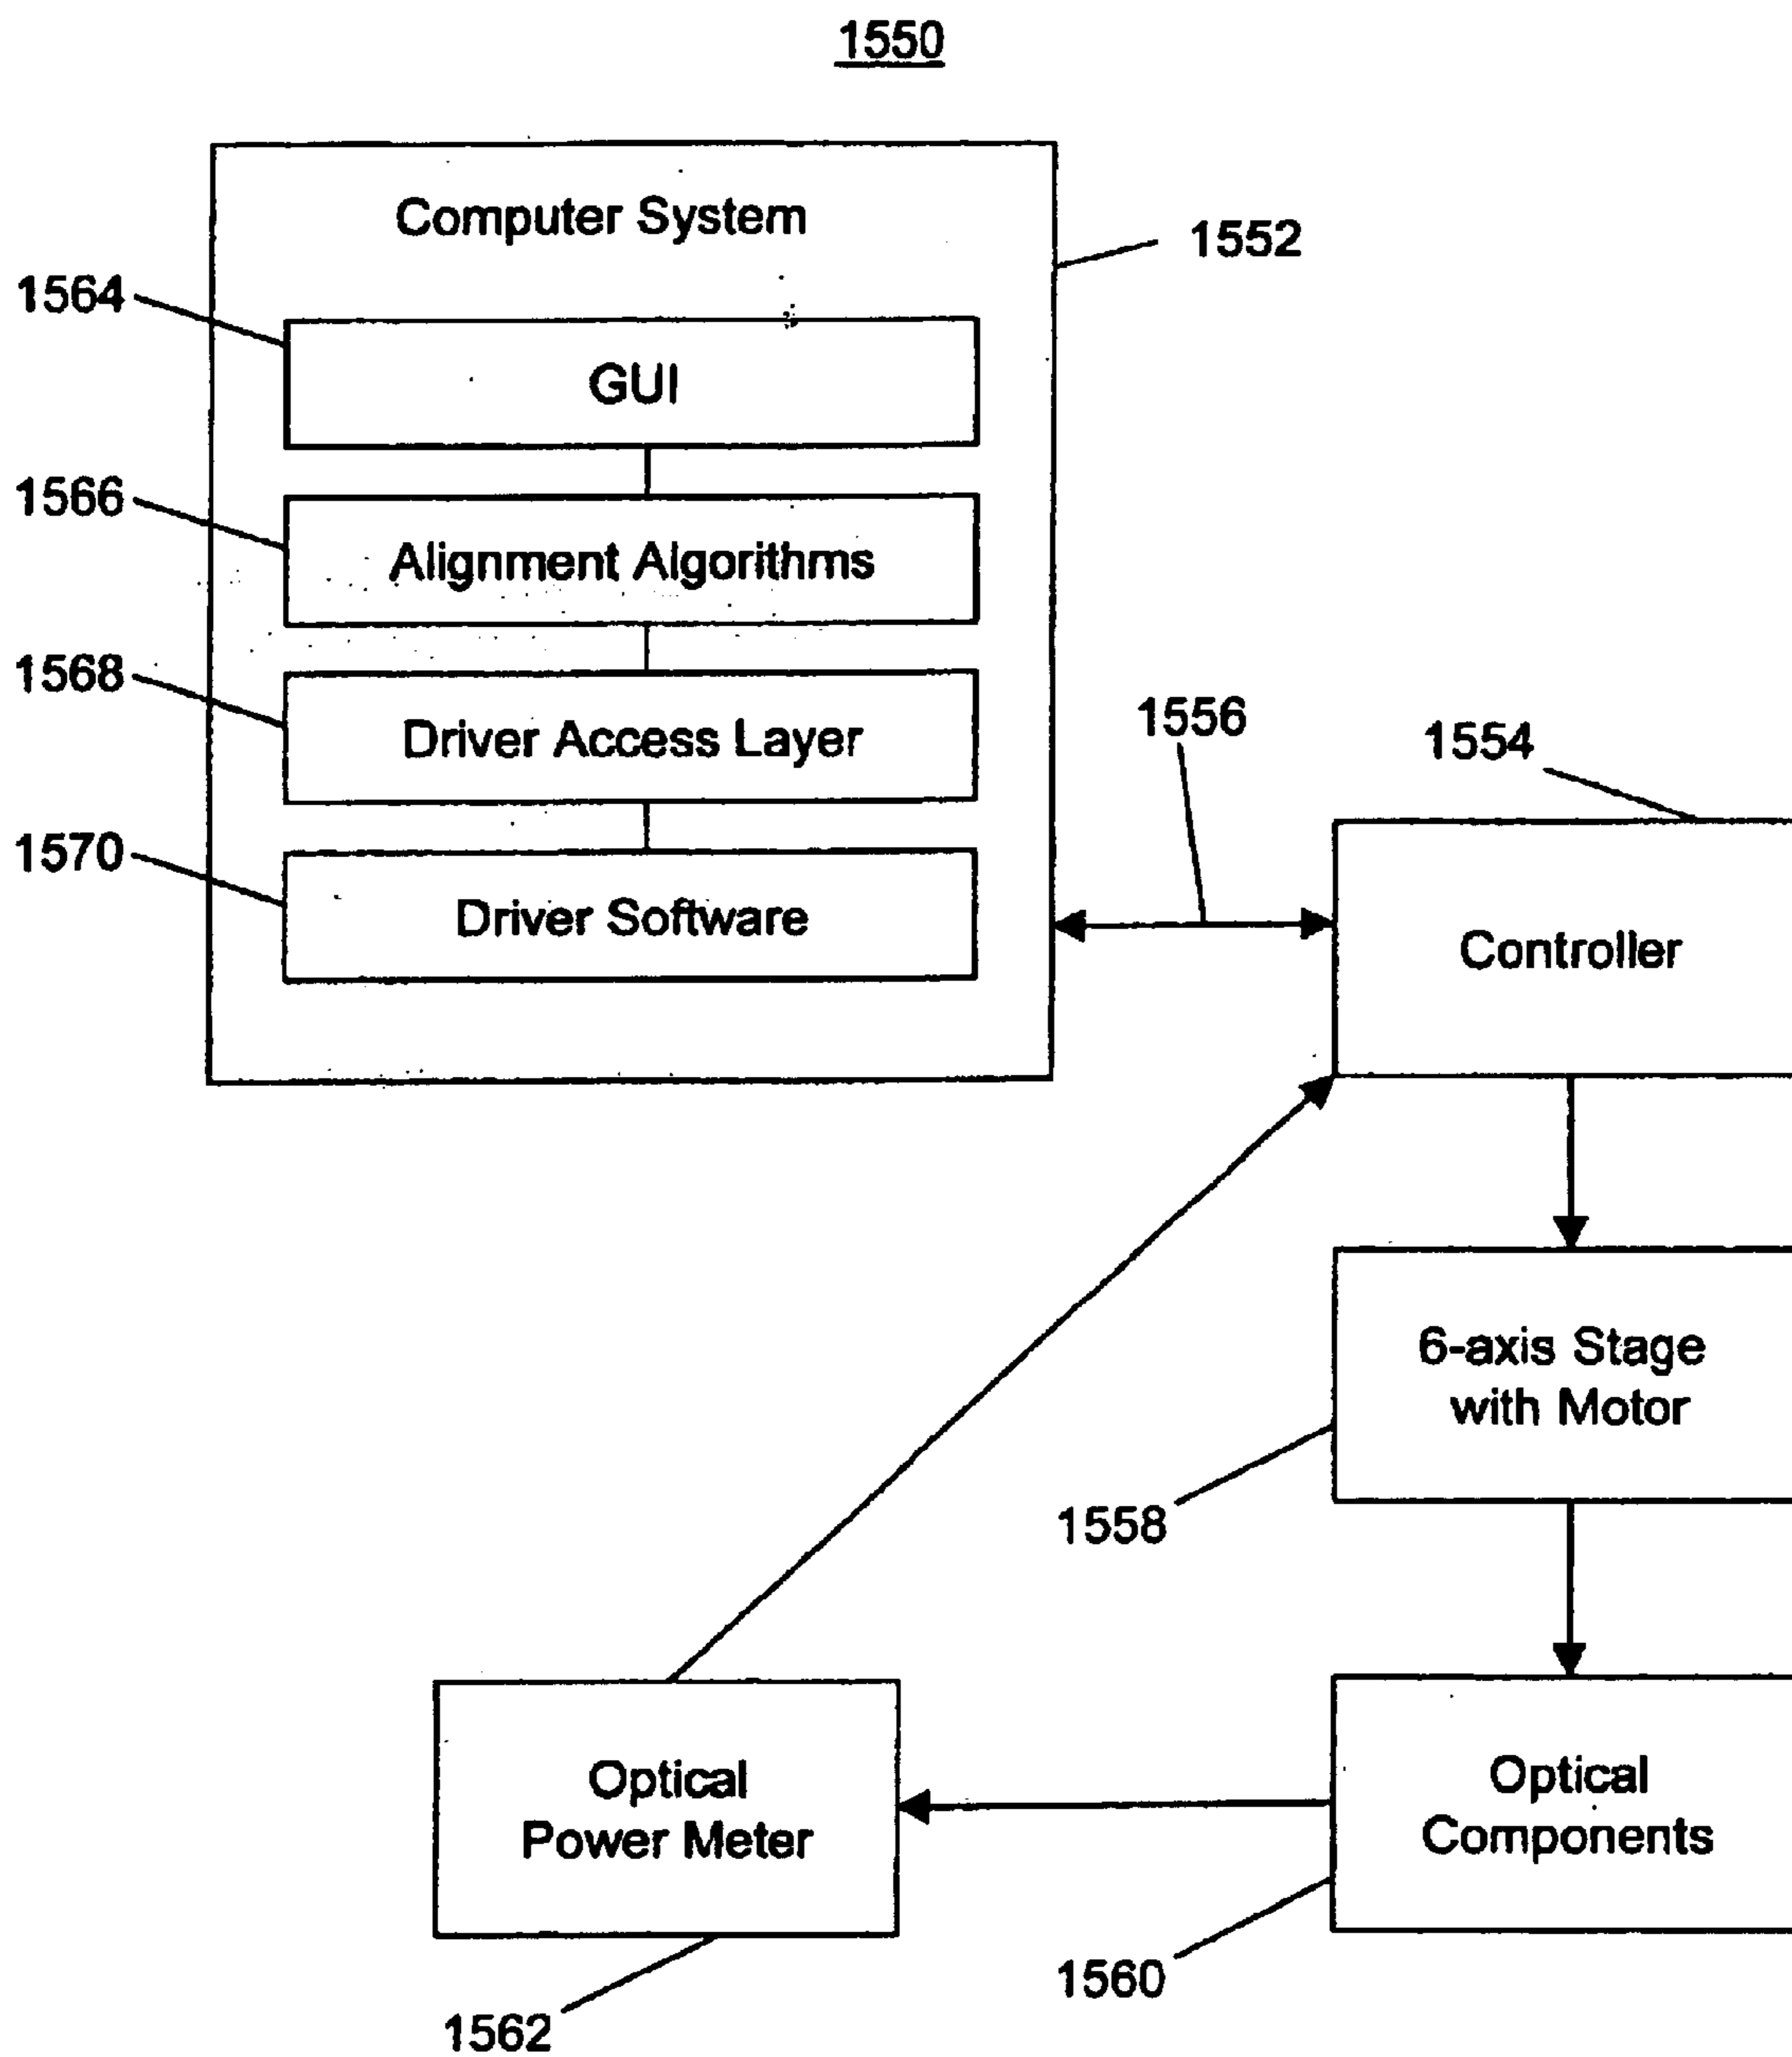 1550
Computer System
1552
1564
GUI
1566
Alignment Algorithms
1568
Driver Access Layer
1556
1554
1570
Driver Software
Controller
6-axis Stage
with Motor
1558
Optical
Power Meter
Optical
Components
1560
1562